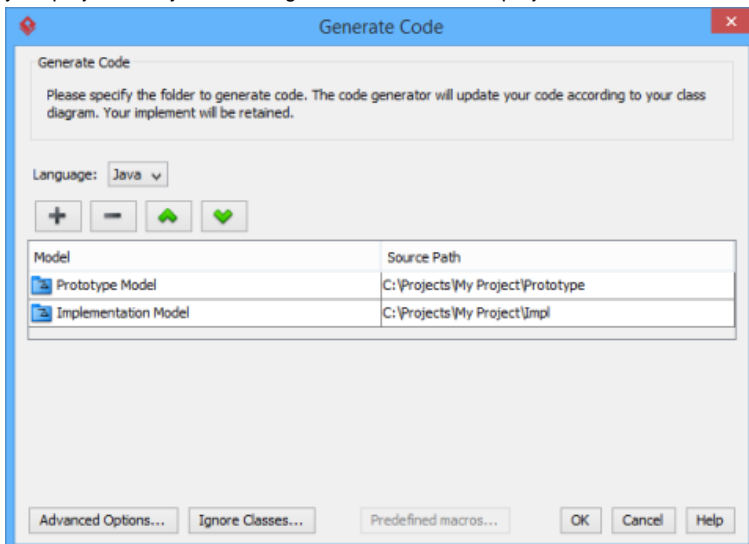 Generate Code
Generate Code
Please specify the folder to generate code. The code generator will update your code according to your class
diagram. Your implement will be retained.
Language: Java
Model Source Path
Prototype Model C:\Projects\My Project\Prototype
Implementation Model C:\Projects\My Project\Impl
Advanced Options... Ignore Classes... Predefined macros... OK Cancel Help